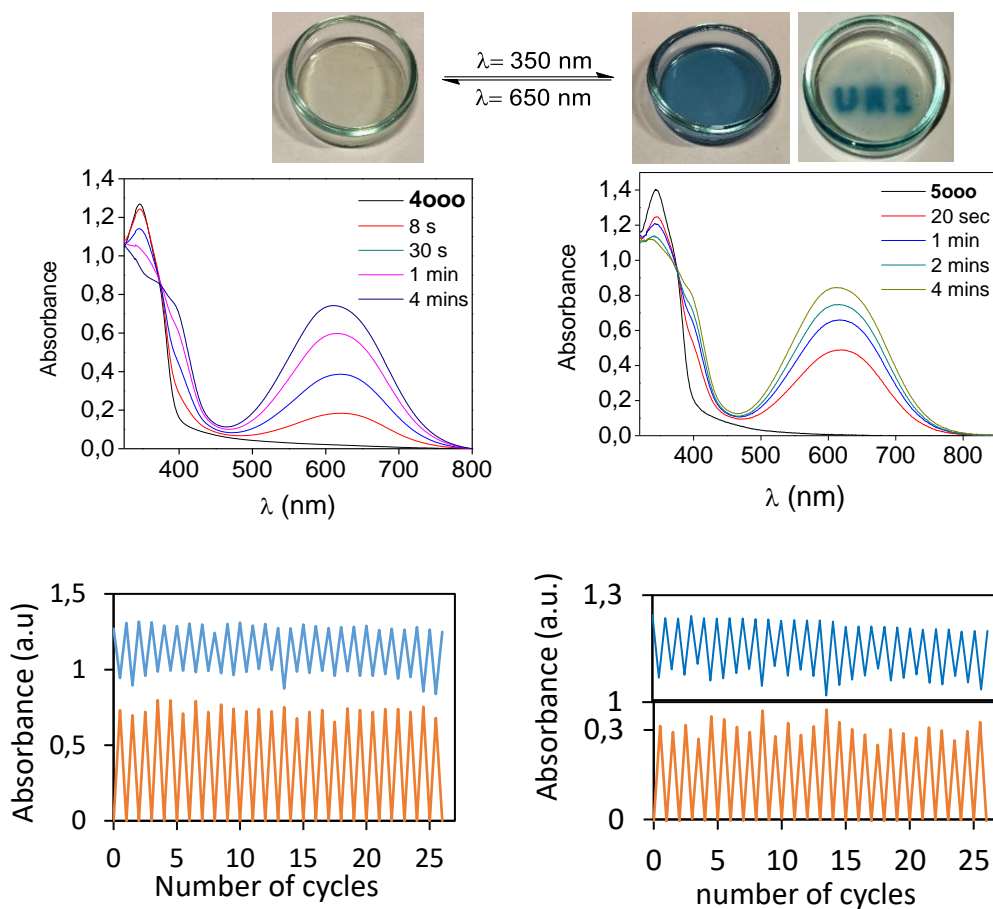 λ= 350 nm
λ= 650 nm
UR1
1,4
1,2
1,0
0,8
0,6
0,4
0,2
0,0
Absorbance
4ooo
8 s
30 s
1 min
4 mins
400 500 600 700 800
λ (nm)
1,4
1,2
1,0
0,8
0,6
0,4
0,2
0,0
Absorbance
5ooo
20 sec
1 min
2 mins
4 mins
400 500 600 700 800
λ (nm)
1,5
1
0,5
0
Absorbance (a.u)
0 5 10 15 20 25
Number of cycles
1,3
1
0,3
0
Absorbance (a.u.)
0 5 10 15 20 25
number of cycles